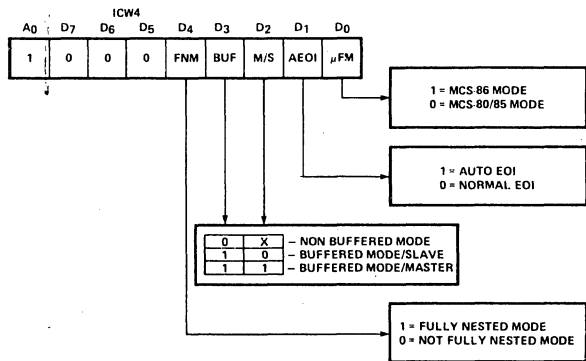 ICW4
A0 D7 D6 D5 D4 D3 D2 D1 D0
1 0 0 0 FNM BUF M/S AEOI µFM
1 = MCS-86 MODE
0 = MCS-80/85 MODE
1 = AUTO EOI
0 = NORMAL EOI
0 X – NON BUFFERED MODE
1 0 – BUFFERED MODE/SLAVE
1 1 – BUFFERED MODE/MASTER
1 = FULLY NESTED MODE
0 = NOT FULLY NESTED MODE